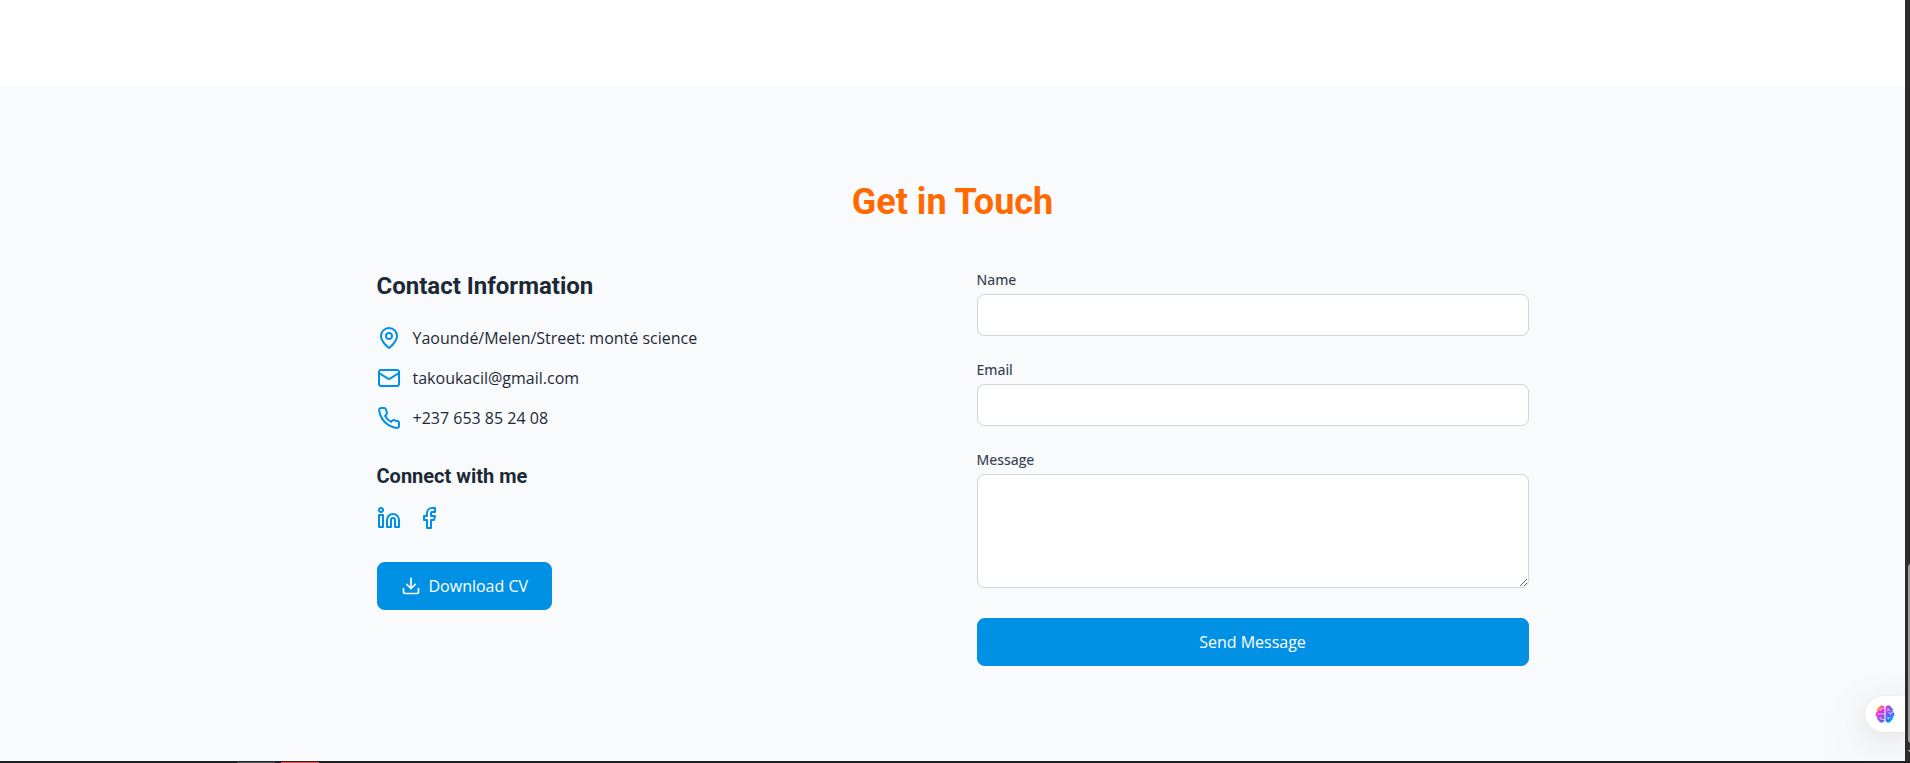 Get in Touch
Contact Information
Yaoundé/Melen/Street: monté science
takoukacil@gmail.com
+237 653 85 24 08
Connect with me
Download CV
Name
Email
Message
Send Message